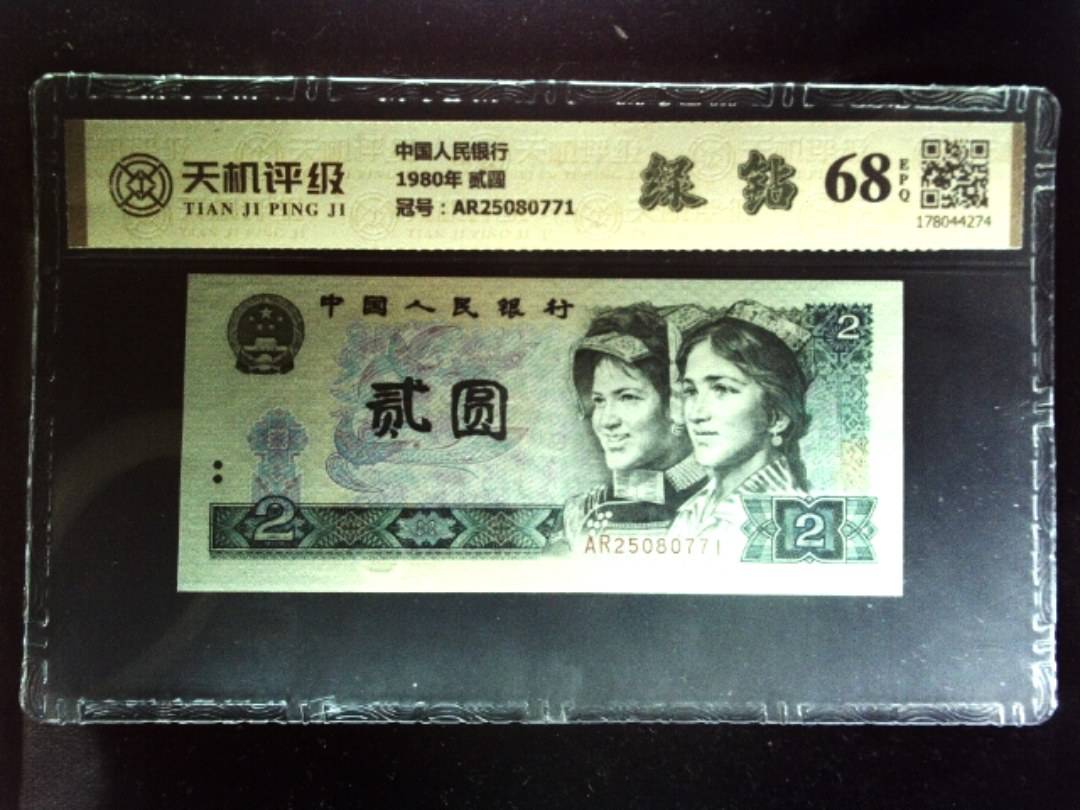 天机评级
TIAN JI PING JI
中国人民银行
1980年 贰圆
冠号：AR25080771
绿钻
68
EPQ
178044274
中国人民银行
2
贰圆
2
AR25080771
2